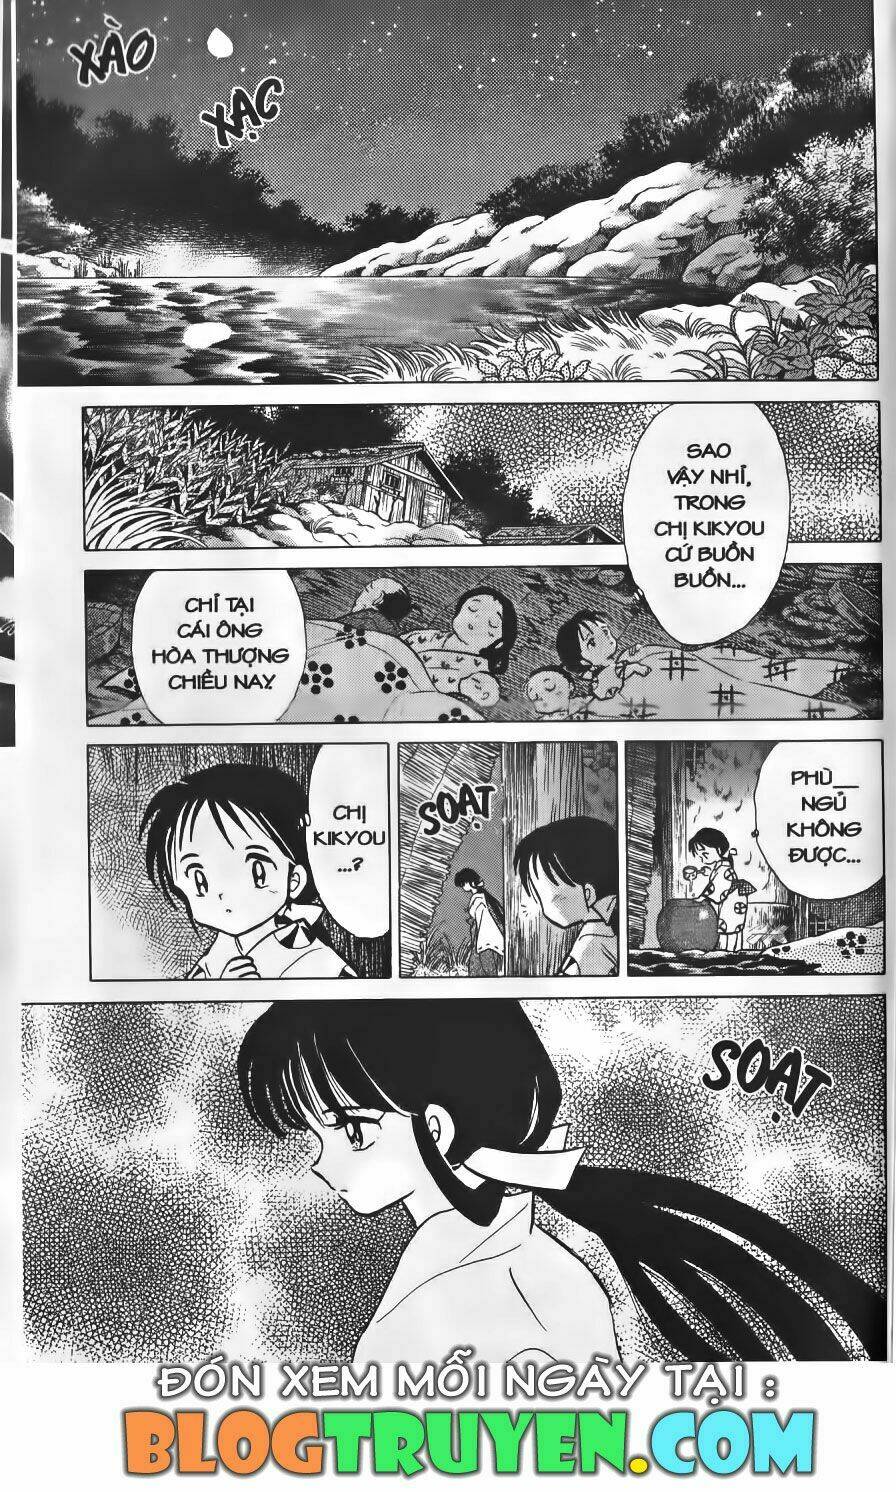 XÀO
XẠC
SAO
VẬY NHỈ,
TRONG
CHỊ KIKYOU
CỨ BUỒN
BUỒN...
CHỈ TẠI
CÁI ÔNG
HÒA THƯỢNG
CHIỀU NAY.
PHÙ__
NGỦ
KHÔNG
ĐƯỢC...
SOẠT
CHỊ
KIKYOU
...?
SOẠT
ĐÓN XEM MỖI NGÀY TẠI :
BLOGTRUYEN.COM